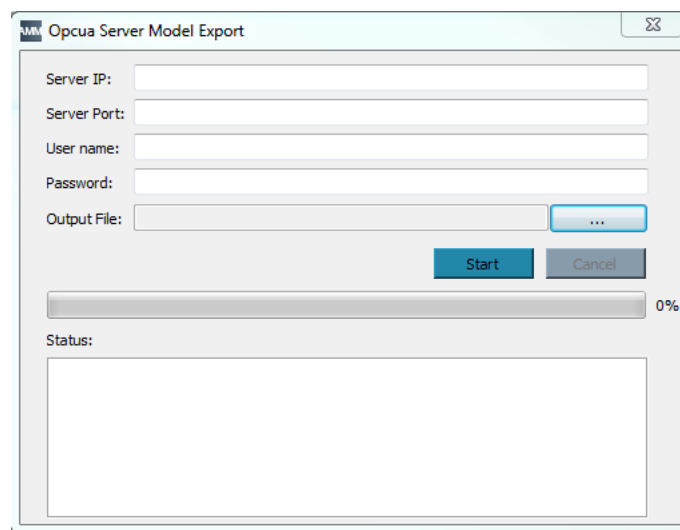 AMM Opcua Server Model Export
Server IP:
Server Port:
User name:
Password:
Output File: ...
Start Cancel
0%
Status: